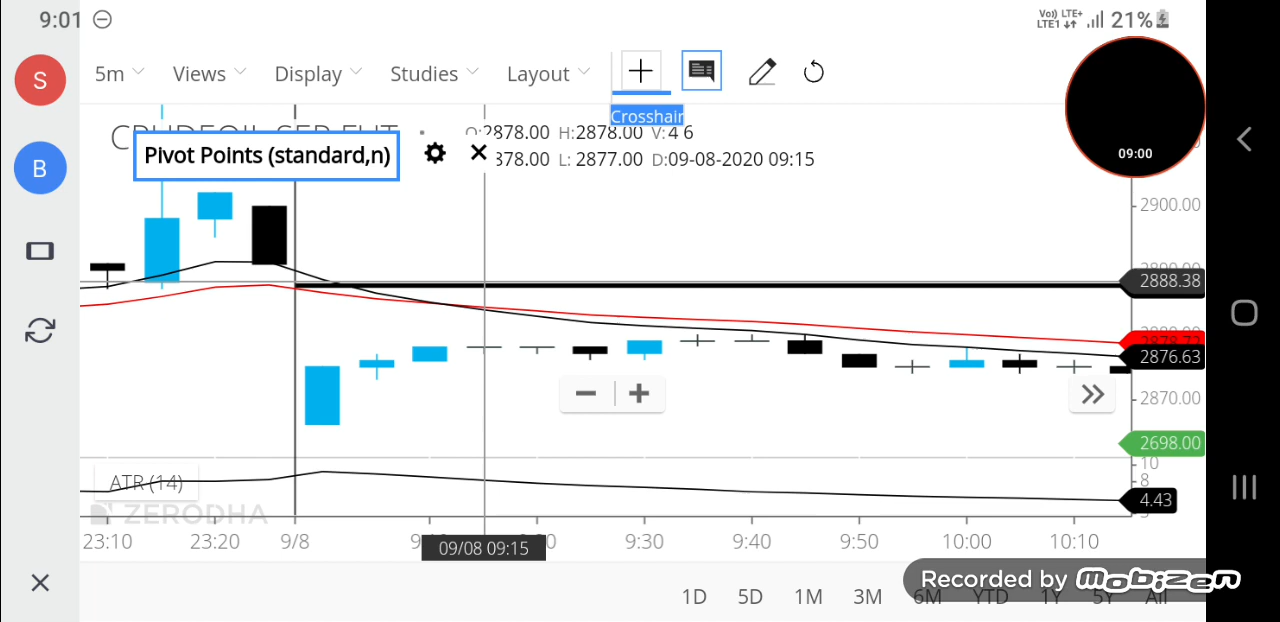 9:01
Vo)) LTE+
LTE1
21%
S
B
5m
Views
Display
Studies
Layout
Crosshair
09:00
2878.00 H:2878.00 V:4 6
Pivot Points (standard,n)
378.00 L: 2877.00 D:09-08-2020 09:15
2900.00
2888.38
2876.63
2870.00
2698.00
10
8
ATR (14)
4.43
ZERODHA
23:10
23:20
9/8
09/08 09:15
9:30
9:40
9:50
10:00
10:10
Recorded by MOBIZEN
1D
5D
1M
3M
6M
YTD
1Y
5Y
All